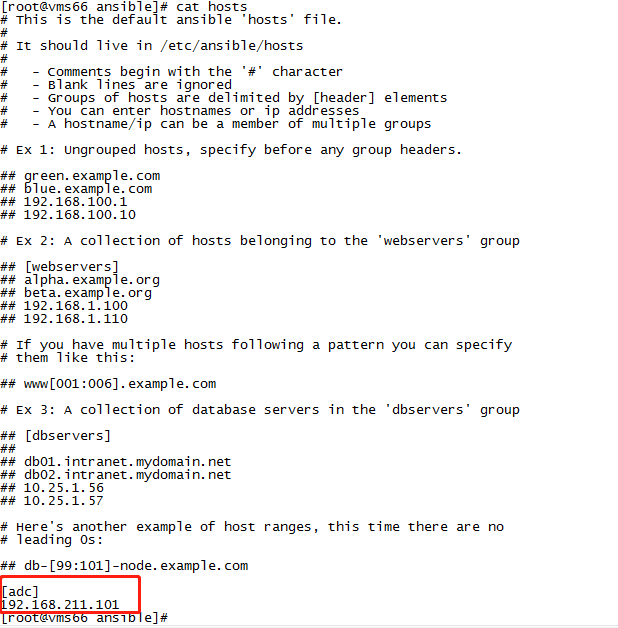 [root@vms66 ansible]# cat hosts
# This is the default ansible 'hosts' file.
#
# It should live in /etc/ansible/hosts
#
#   - Comments begin with the '#' character
#   - Blank lines are ignored
#   - Groups of hosts are delimited by [header] elements
#   - You can enter hostnames or ip addresses
#   - A hostname/ip can be a member of multiple groups
# Ex 1: Ungrouped hosts, specify before any group headers.
## green.example.com
## blue.example.com
## 192.168.100.1
## 192.168.100.10
# Ex 2: A collection of hosts belonging to the 'webservers' group
## [webservers]
## alpha.example.org
## beta.example.org
## 192.168.1.100
## 192.168.1.110
# If you have multiple hosts following a pattern you can specify
# them like this:
## www[001:006].example.com
# Ex 3: A collection of database servers in the 'dbservers' group
## [dbservers]
##
## db01.intranet.mydomain.net
## db02.intranet.mydomain.net
## 10.25.1.56
## 10.25.1.57
# Here's another example of host ranges, this time there are no
# leading 0s:
## db-[99:101]-node.example.com
[adc]
192.168.211.101
[root@vms66 ansible]#